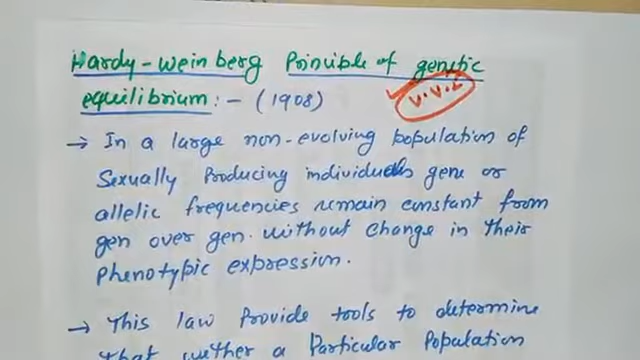 Hardy-Weinberg Principle of genetic
equilibrium:- (1908)
V.V.I
→ In a large non-evolving population of
Sexually Producing individuals gene or
allelic frequencies remain constant from
gen over gen. without change in their
Phenotypic expression.
→ This law Provide tools to determine
that wether a Particular Population